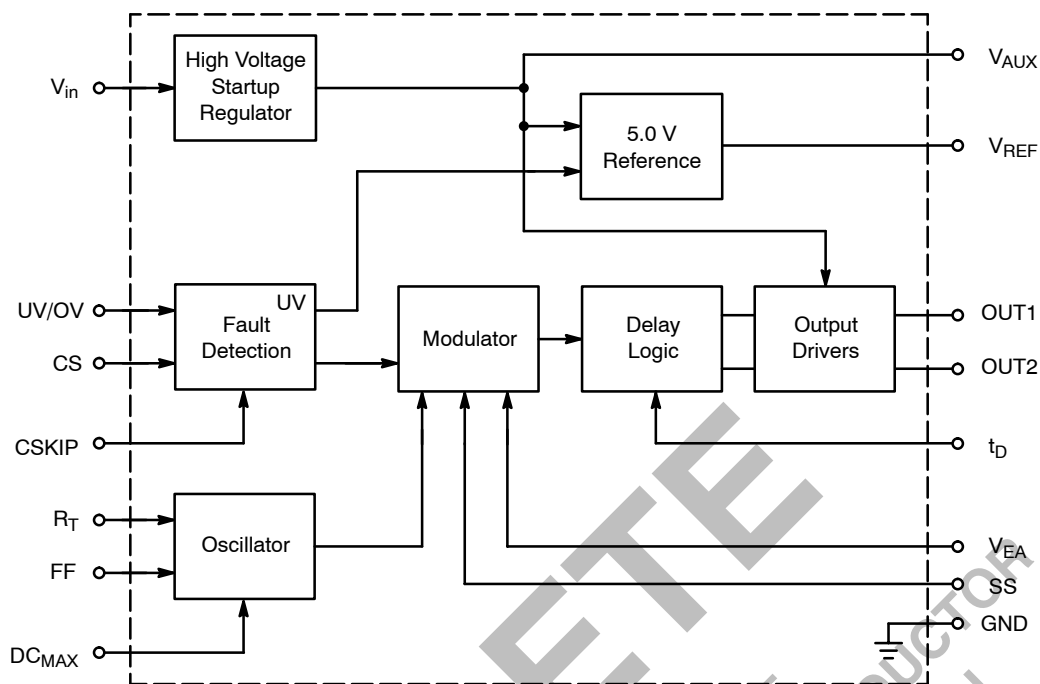 High Voltage
Startup
Regulator
V_in
V_AUX
5.0 V
Reference
V_REF
UV/OV
UV
Fault
Detection
CS
Modulator
Delay
Logic
Output
Drivers
OUT1
OUT2
CSKIP
t_D
R_T
Oscillator
FF
V_EA
SS
GND
DC_MAX
ETE